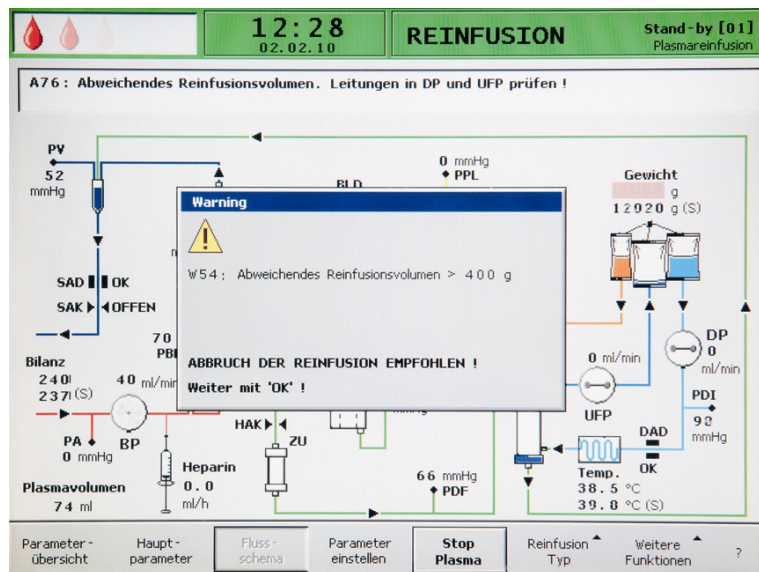 12:28
02.02.10
REINFUSION
Stand-by [01]
Plasmareinfusion
A76: Abweichendes Reinfusionsvolumen. Leitungen in DP und UFP prüfen !
PV
52
mmHg
0 mmHg
PPL
BLD
Gewicht
g
12920 g (S)
Warning
W54: Abweichendes Reinfusionsvolumen > 400 g
ABBRUCH DER REINFUSION EMPFOHLEN !
Weiter mit 'OK' !
SAD OK
SAK OFFEN
70
Bilanz
240
237 (S)
40 ml/min
PA
0 mmHg
BP
Heparin
0.0
ml/h
HAK
ZU
Plasmavolumen
74 ml
66 mmHg
PDF
0 ml/min
UFP
DP
0
ml/min
PDI
mmHg
DAD
OK
Temp.
38.5 °C
39.0 °C (S)
Parameter-
übersicht
Haupt-
parameter
Fluss-
schema
Parameter
einstellen
Stop
Plasma
Reinfusion
Typ
Weitere
Funktionen
?